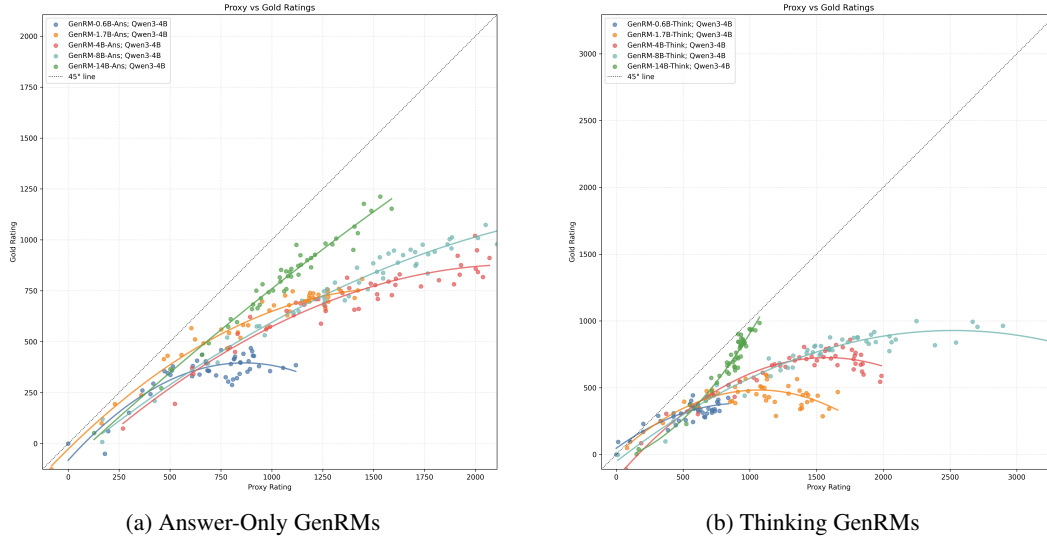 Proxy vs Gold Ratings
GenRM-0.6B-Ans; Qwen3-4B
GenRM-1.7B-Ans; Qwen3-4B
GenRM-4B-Ans; Qwen3-4B
GenRM-8B-Ans; Qwen3-4B
GenRM-14B-Ans; Qwen3-4B
45° line
2000
1750
1500
1250
1000
750
500
250
0
Gold Rating
0 250 500 750 1000 1250 1500 1750 2000
Proxy Rating
(a) Answer-Only GenRMs
Proxy vs Gold Ratings
GenRM-0.6B-Think; Qwen3-4B
GenRM-1.7B-Think; Qwen3-4B
GenRM-4B-Think; Qwen3-4B
GenRM-8B-Think; Qwen3-4B
GenRM-14B-Think; Qwen3-4B
45° line
3000
2500
2000
1500
1000
500
0
Gold Rating
0 500 1000 1500 2000 2500 3000
Proxy Rating
(b) Thinking GenRMs